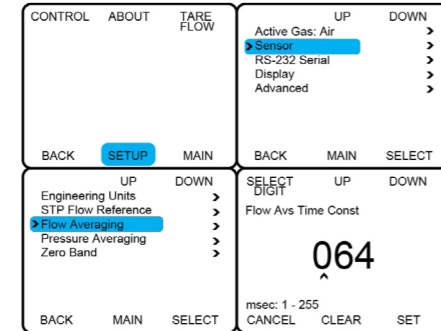 CONTROL ABOUT TARE
FLOW
BACK SETUP MAIN
UP DOWN
Active Gas: Air >
> Sensor >
RS-232 Serial >
Display >
Advanced >
BACK MAIN SELECT
UP DOWN
Engineering Units >
STP Flow Reference >
> Flow Averaging >
Pressure Averaging >
Zero Band >
BACK MAIN SELECT
SELECT UP DOWN
DIGIT
Flow Avs Time Const
064
^
msec: 1 - 255
CANCEL CLEAR SET